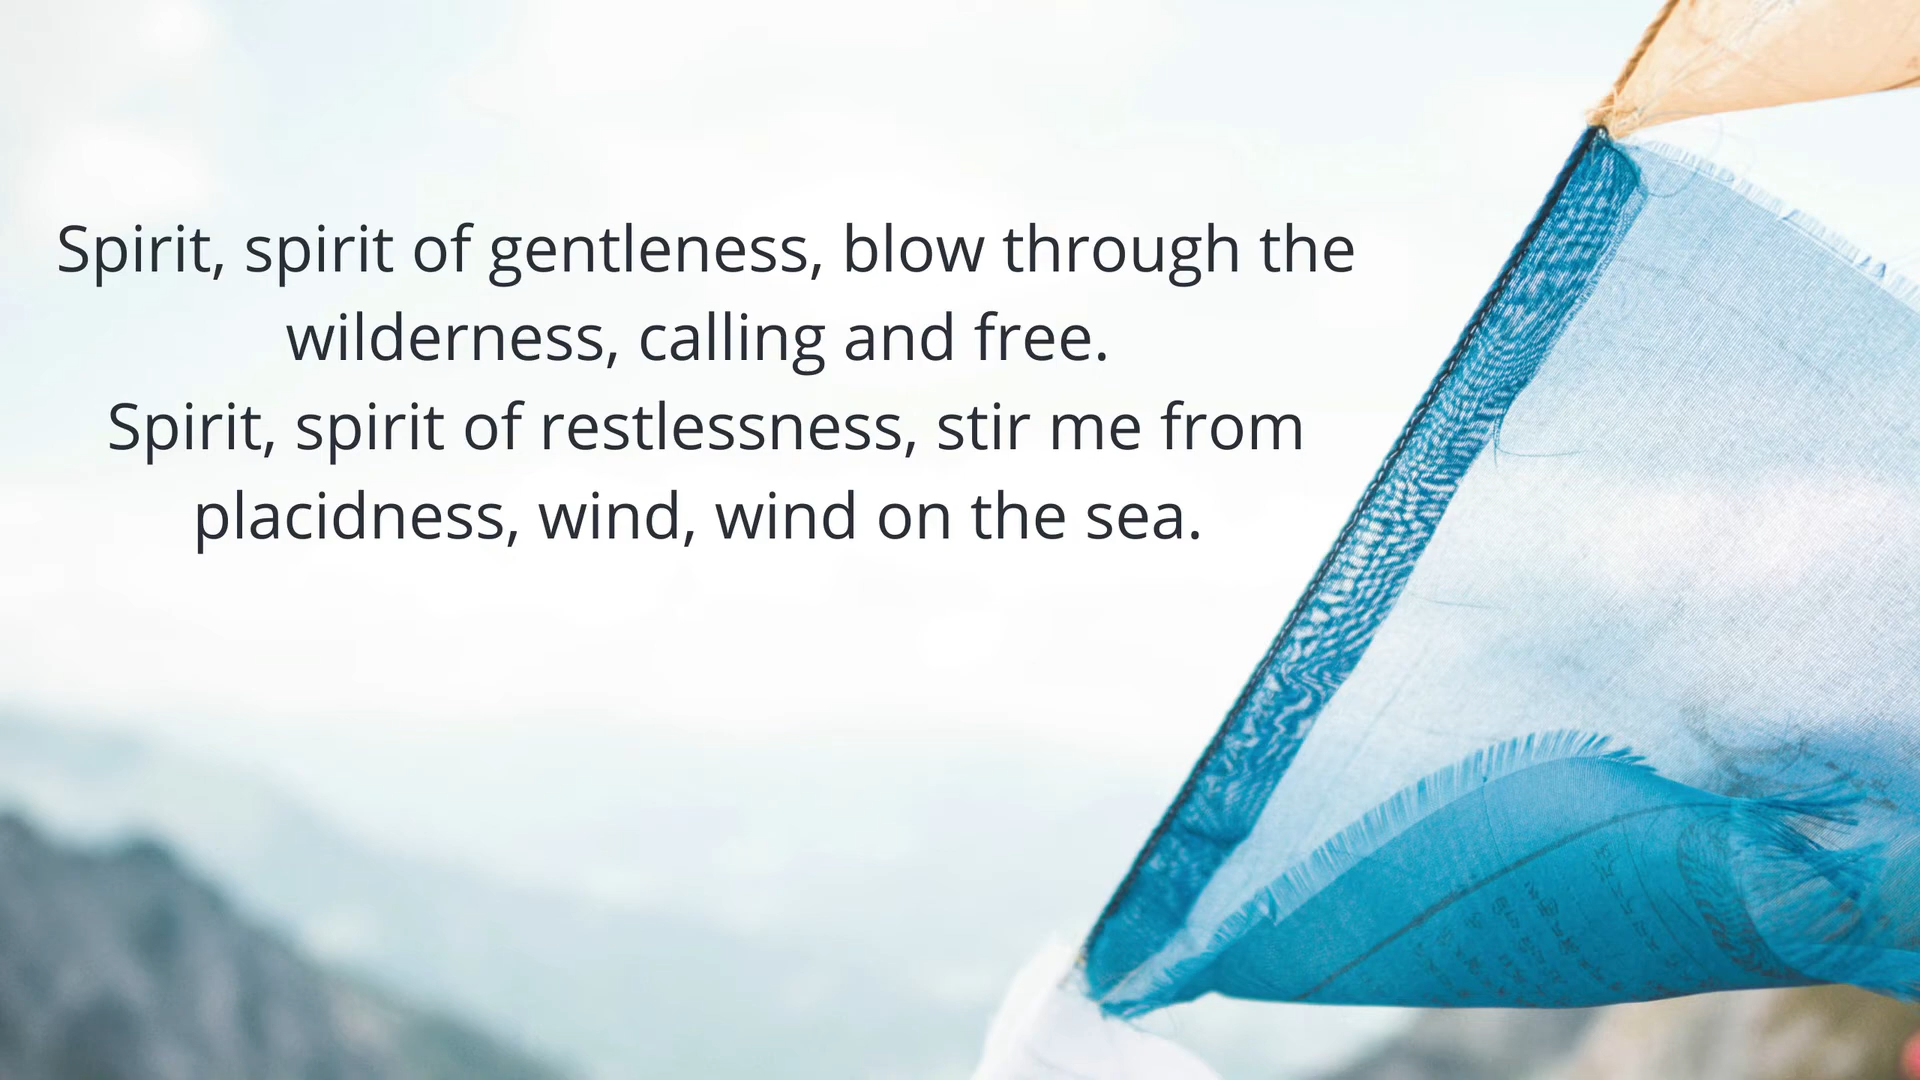 Spirit, spirit of gentleness, blow through the
wilderness, calling and free.
Spirit, spirit of restlessness, stir me from
placidness, wind, wind on the sea.